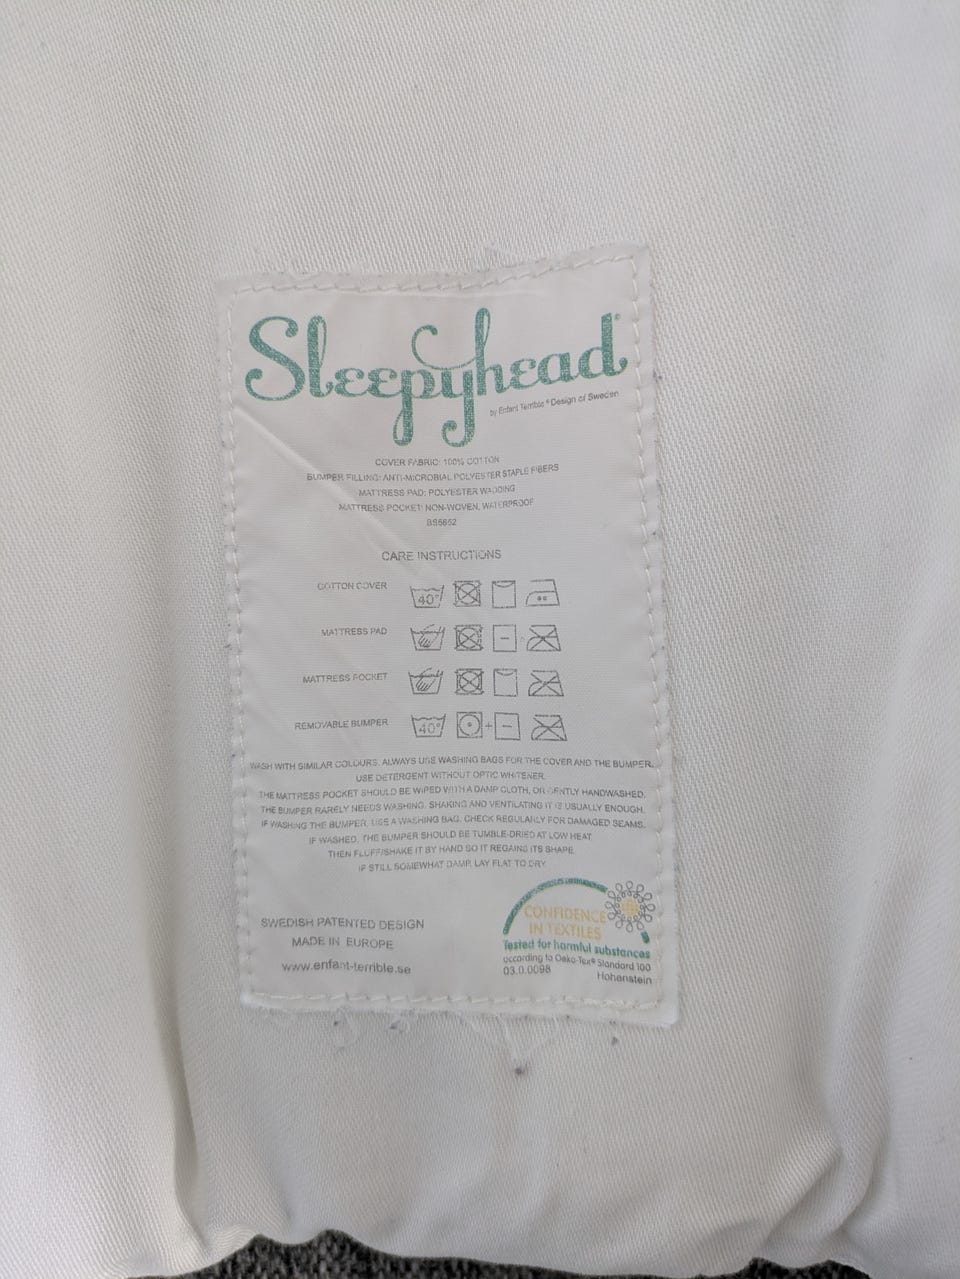 Sleepyhead®
by Enfant Terrible® Design of Sweden
COVER FABRIC: 100% COTTON
BUMPER FILLING: ANTI-MICROBIAL POLYESTER STAPLE FIBERS
MATTRESS PAD: POLYESTER WADDING
MATTRESS POCKET: NON-WOVEN, WATERPROOF
BS5852
CARE INSTRUCTIONS
COTTON COVER 40°
MATTRESS PAD
MATTRESS POCKET
REMOVABLE BUMPER 40° +
WASH WITH SIMILAR COLOURS. ALWAYS USE WASHING BAGS FOR THE COVER AND THE BUMPER.
USE DETERGENT WITHOUT OPTIC WHITENER.
THE MATTRESS POCKET SHOULD BE WIPED WITH A DAMP CLOTH, OR GENTLY HANDWASHED.
THE BUMPER RARELY NEEDS WASHING. SHAKING AND VENTILATING IT IS USUALLY ENOUGH.
IF WASHING THE BUMPER, USE A WASHING BAG. CHECK REGULARLY FOR DAMAGED SEAMS.
IF WASHED, THE BUMPER SHOULD BE TUMBLE-DRIED AT LOW HEAT
THEN FLUFF/SHAKE IT BY HAND SO IT REGAINS ITS SHAPE.
IF STILL SOMEWHAT DAMP, LAY FLAT TO DRY
SWEDISH PATENTED DESIGN
MADE IN EUROPE
www.enfant-terrible.se
CONFIDENCE
IN TEXTILES
Tested for harmful substances
according to Oeko-Tex® Standard 100
03.0.0098 Hohenstein